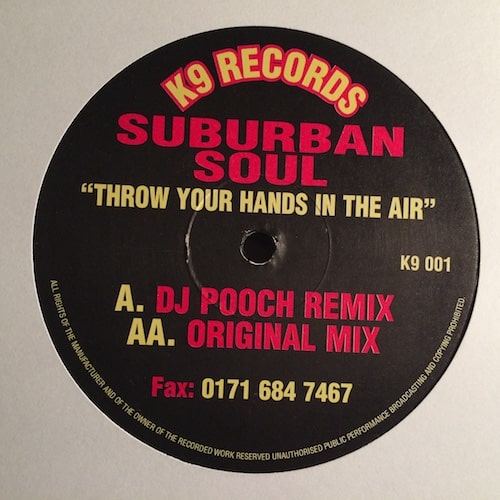 K9 RECORDS
SUBURBAN
SOUL
“THROW YOUR HANDS IN THE AIR”
K9 001
A. DJ POOCH REMIX
AA. ORIGINAL MIX
Fax: 0171 684 7467
ALL RIGHTS OF THE MANUFACTURER AND OF THE OWNER OF THE RECORDED WORK RESERVED UNAUTHORISED PUBLIC PERFORMANCE BROADCASTING AND COPYING PROHIBITED.